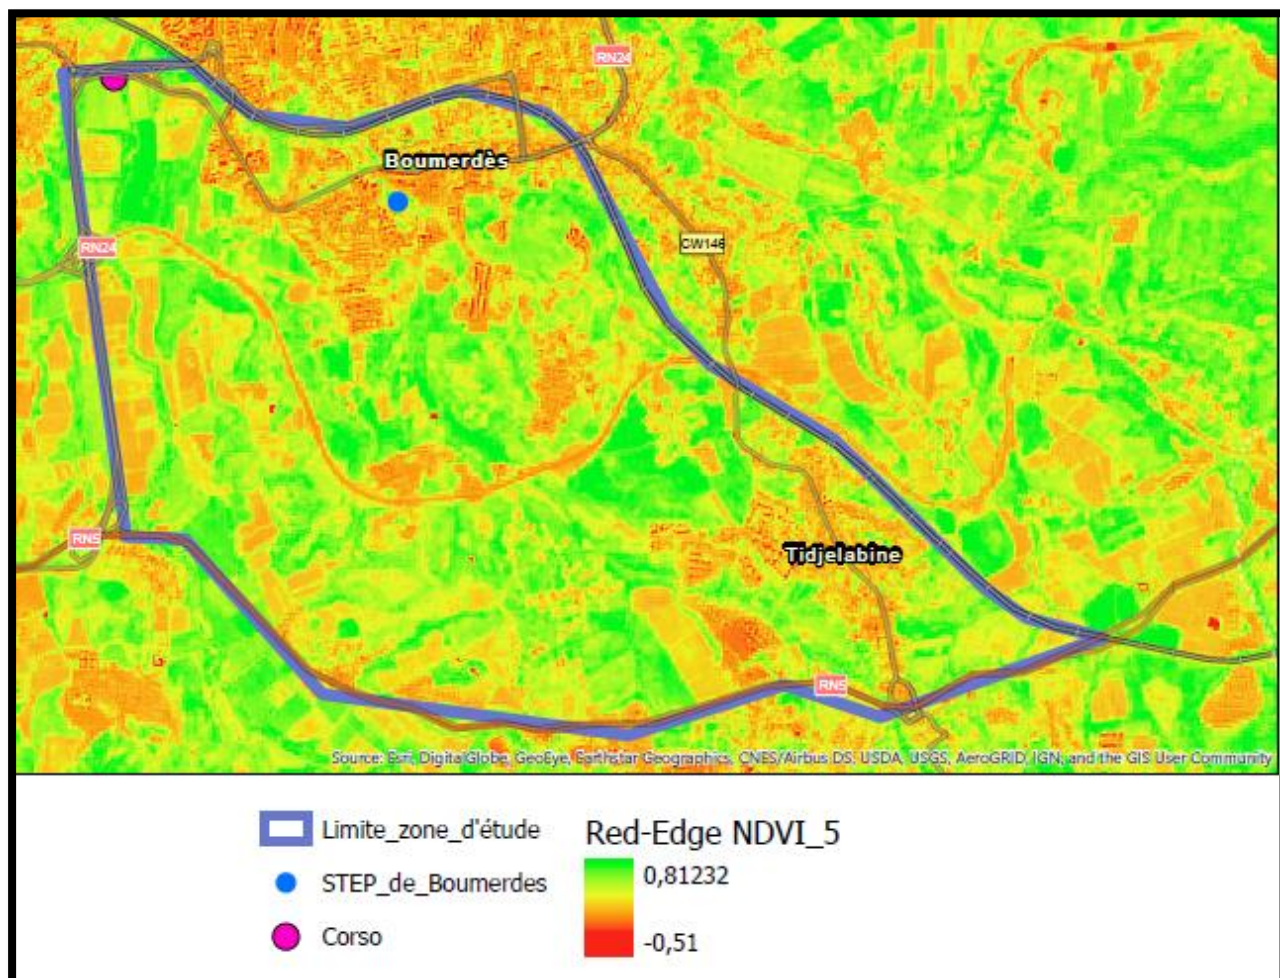 RN24
Boumerdès
RN24
CW146
RN5
Tidjelabine
RN5
Source: Esri, DigitalGlobe, GeoEye, Earthstar Geographics, CNES/Airbus DS, USDA, USGS, AeroGRID, IGN, and the GIS User Community
Limite_zone_d'étude
STEP_de_Boumerdes
Corso
Red-Edge NDVI_5
0,81232
-0,51